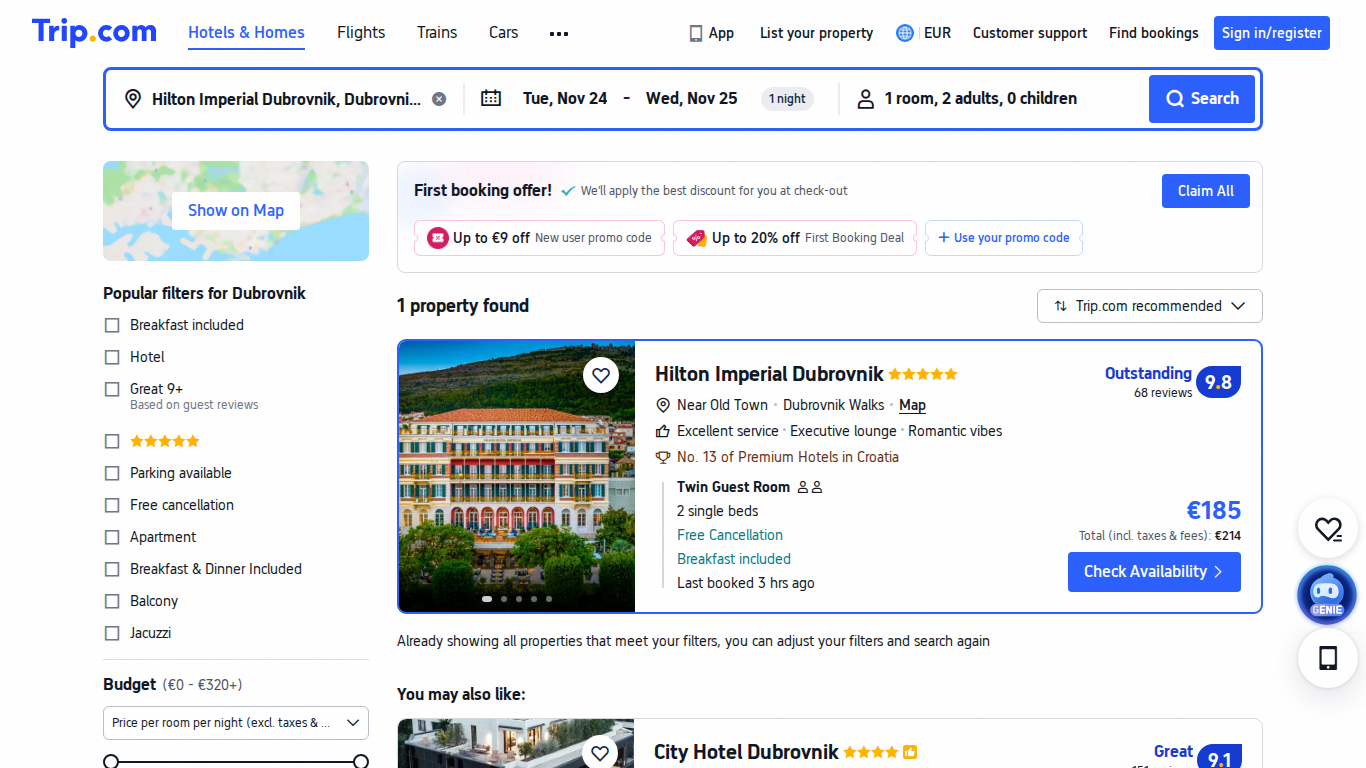 Trip.com
Hotels & Homes
Flights
Trains
Cars
App
List your property
EUR
Customer support
Find bookings
Sign in/register
Hilton Imperial Dubrovnik, Dubrovni...
Tue, Nov 24 - Wed, Nov 25
1 night
1 room, 2 adults, 0 children
Search
Show on Map
First booking offer!
We'll apply the best discount for you at check-out
Claim All
Up to €9 off New user promo code
Up to 20% off First Booking Deal
+ Use your promo code
Popular filters for Dubrovnik
Breakfast included
Hotel
Great 9+
Based on guest reviews
Parking available
Free cancellation
Apartment
Breakfast & Dinner Included
Balcony
Jacuzzi
Budget (€0 - €320+)
Price per room per night (excl. taxes & ...
1 property found
Trip.com recommended
Hilton Imperial Dubrovnik
Outstanding
68 reviews
9.8
Near Old Town · Dubrovnik Walks · Map
Excellent service · Executive lounge · Romantic vibes
No. 13 of Premium Hotels in Croatia
Twin Guest Room
2 single beds
Free Cancellation
Breakfast included
Last booked 3 hrs ago
€185
Total (incl. taxes & fees): €214
Check Availability
Already showing all properties that meet your filters, you can adjust your filters and search again
You may also like:
City Hotel Dubrovnik
Great
9.1
GENIE